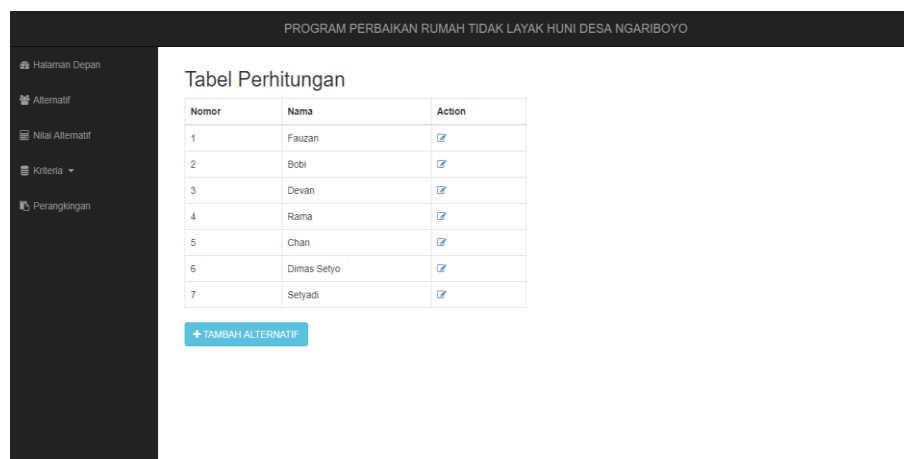 PROGRAM PERBAIKAN RUMAH TIDAK LAYAK HUNI DESA NGARIBOYO
Halaman Depan
Alternatif
Nilai Alternatif
Kriteria
Perangkingan
Tabel Perhitungan
Nomor Nama Action
1 Fauzan
2 Bobi
3 Devan
4 Rama
5 Chan
6 Dimas Setyo
7 Setyadi
+ TAMBAH ALTERNATIF